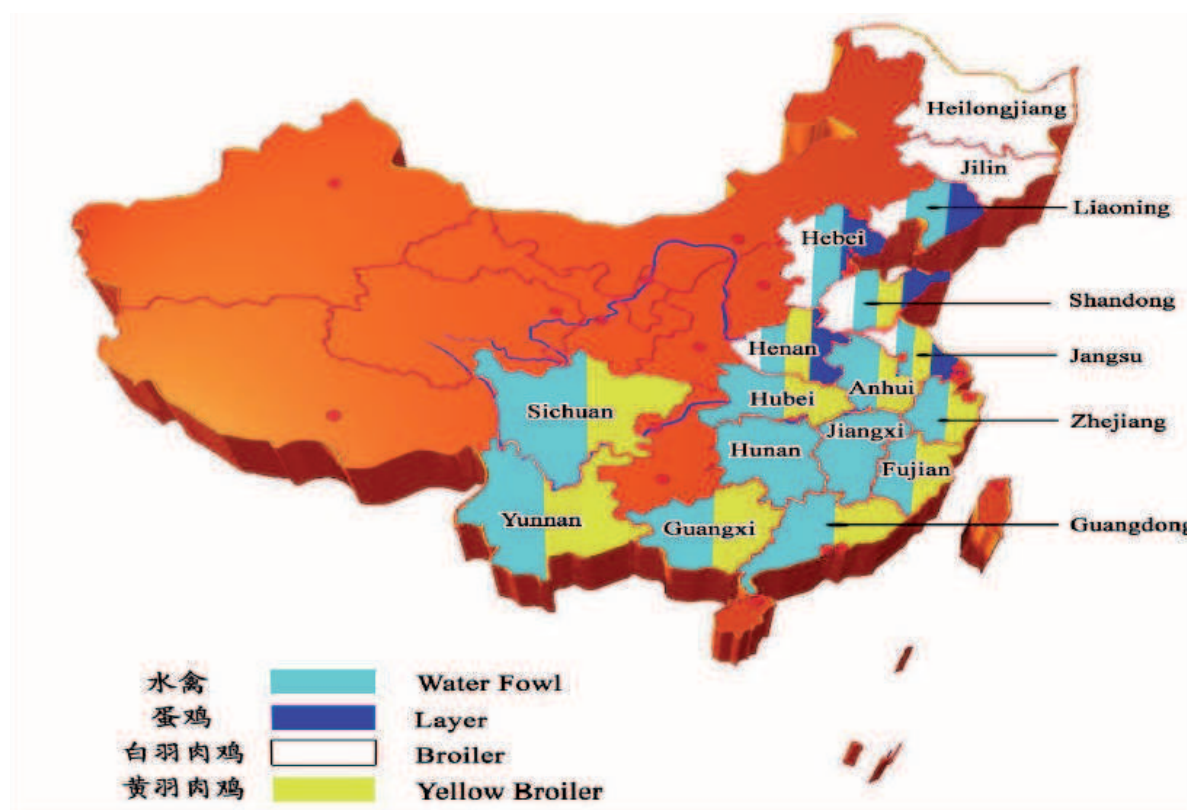 Heilongjiang
Jilin
Liaoning
Hebei
Shandong
Henan
Jangsu
Anhui
Hubei
Sichuan
Zhejiang
Jiangxi
Hunan
Fujian
Yunnan
Guangxi
Guangdong
水禽 Water Fowl
蛋鸡 Layer
白羽肉鸡 Broiler
黄羽肉鸡 Yellow Broiler